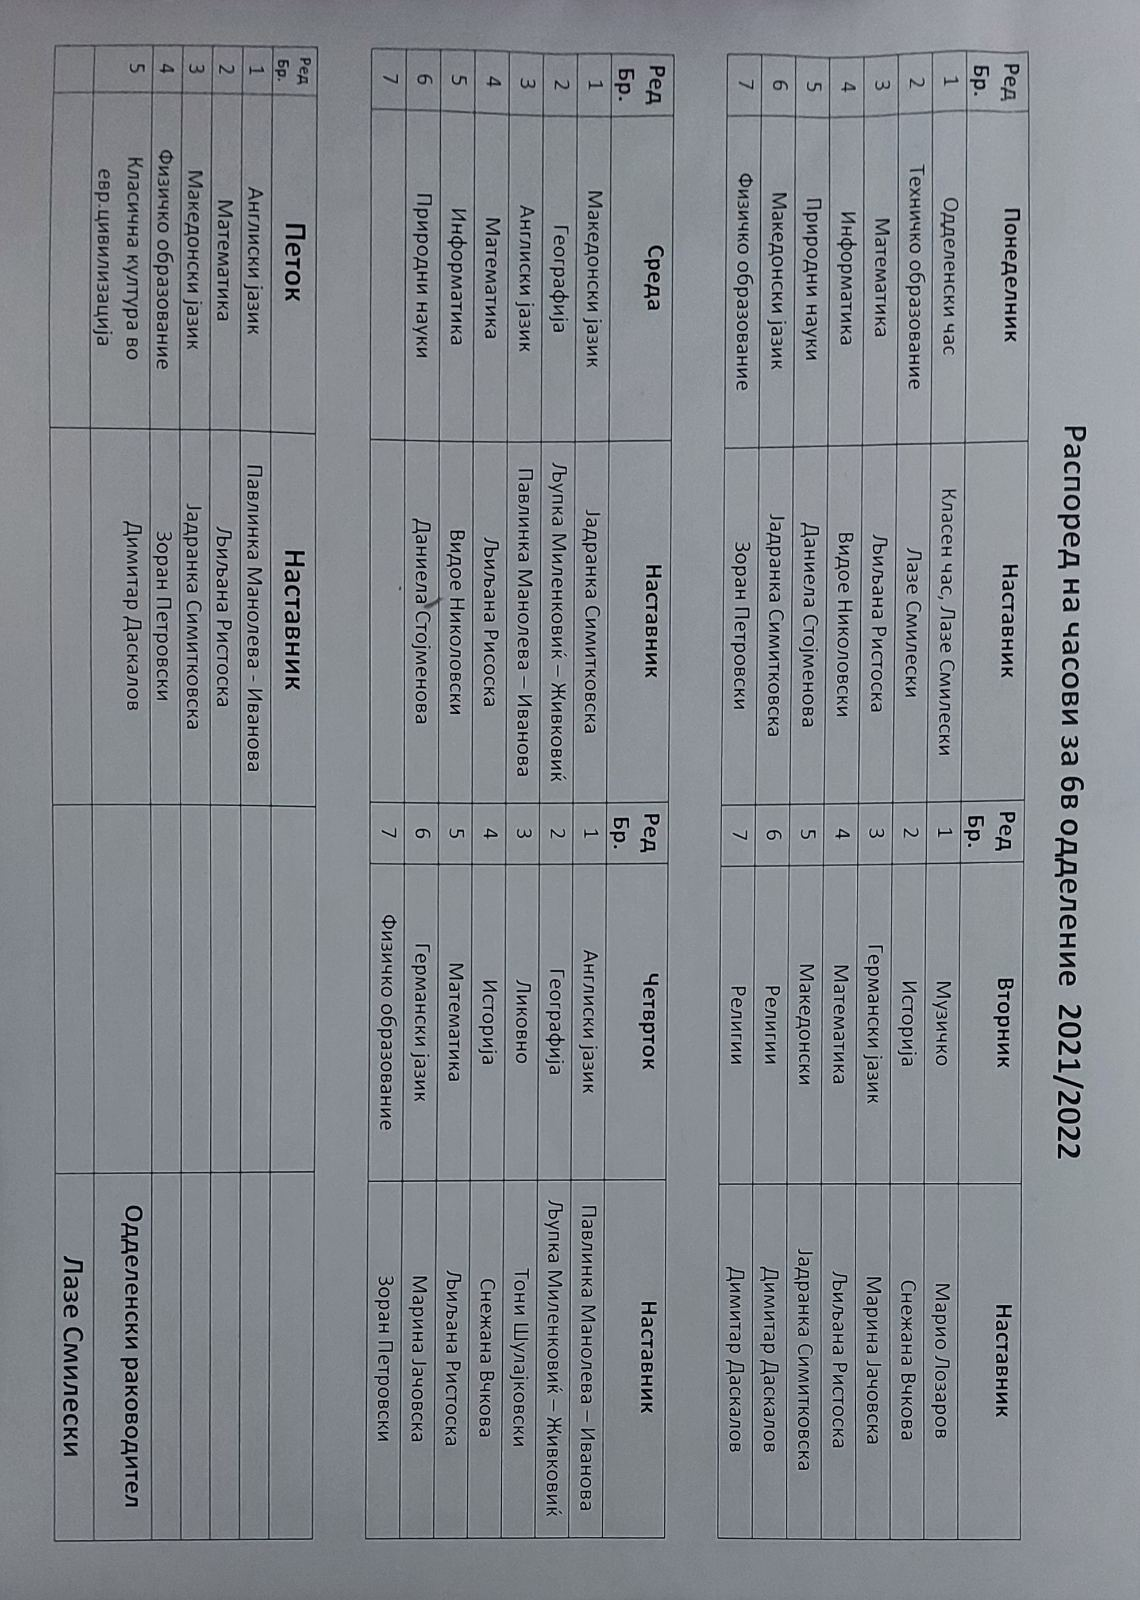 Распоред на часови за 6в одделение 2021/2022
Ред Бр. Понеделник Наставник Ред Бр. Вторник Наставник
1 Одделенски час Класен час, Лазе Смилески 1 Музичко Марио Лозаров
2 Техничко образование Лазе Смилески 2 Историја Снежана Вчкова
3 Математика Љиљана Ристоска 3 Германски јазик Марина Јачовска
4 Информатика Видое Николовски 4 Математика Љиљана Ристоска
5 Природни науки Даниела Стојменова 5 Македонски Јадранка Симитковска
6 Македонски јазик Јадранка Симитковска 6 Религии Димитар Даскалов
7 Физичко образование Зоран Петровски 7 Религии Димитар Даскалов
Ред Бр. Среда Наставник Ред Бр. Четврток Наставник
1 Македонски јазик Јадранка Симитковска 1 Англиски јазик Павлинка Манолева – Иванова
2 Географија Љупка Миленковиќ – Живковиќ 2 Географија Љупка Миленковиќ – Живковиќ
3 Англиски јазик Павлинка Манолева – Иванова 3 Ликовно Тони Шулајковски
4 Математика Љиљана Рисоска 4 Историја Снежана Вчкова
5 Информатика Видое Николовски 5 Математика Љиљана Ристоска
6 Природни науки Даниела Стојменова 6 Германски јазик Марина Јачовска
7 7 Физичко образование Зоран Петровски
Ред Бр. Петок Наставник
1 Англиски јазик Павлинка Манолева - Иванова
2 Математика Љиљана Ристоска
3 Македонски јазик Јадранка Симитковска
4 Физичко образование Зоран Петровски
5 Класична култура во Димитар Даскалов Одделенски раководител
евр.цивилизација
Лазе Смилески